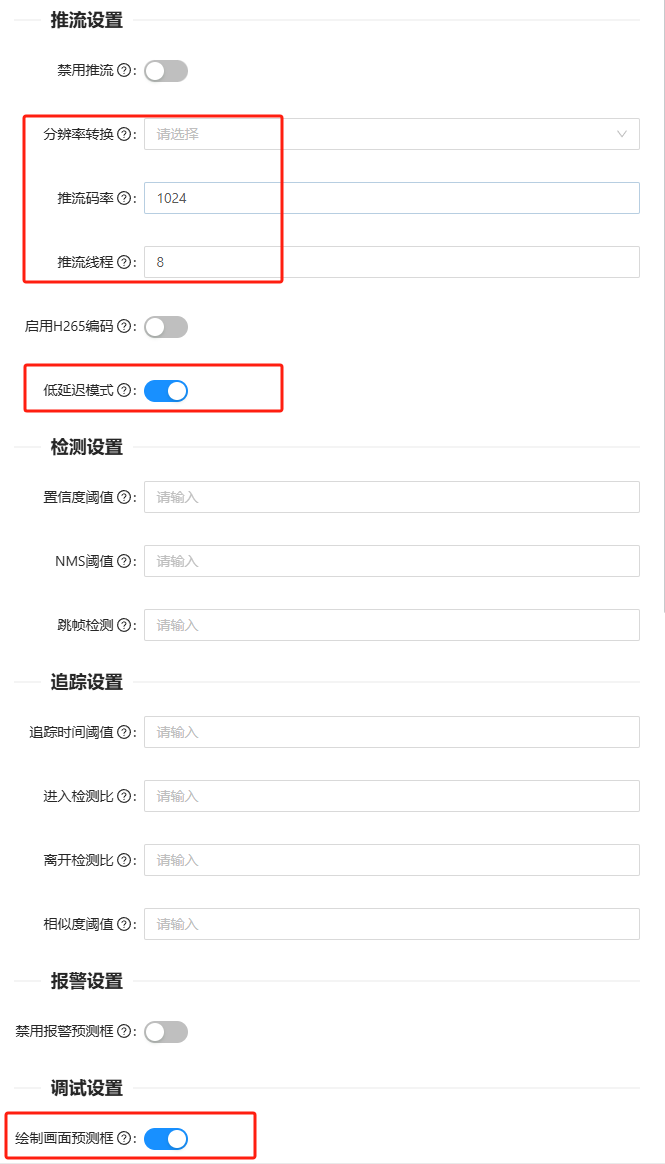 推流设置
禁用推流?:
分辨率转换?: 请选择
推流码率?: 1024
推流线程?: 8
启用H265编码?:
低延迟模式?:
检测设置
置信度阈值?: 请输入
NMS阈值?: 请输入
跳帧检测?: 请输入
追踪设置
追踪时间阈值?: 请输入
进入检测比?: 请输入
离开检测比?: 请输入
相似度阈值?: 请输入
报警设置
禁用报警预测框?:
调试设置
绘制画面预测框?: